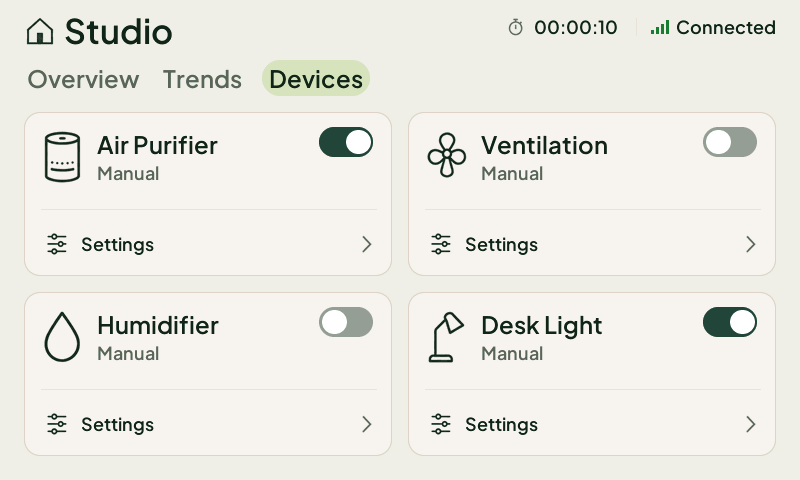 Studio
00:00:10
Connected
Overview Trends Devices
Air Purifier
Manual
Settings
Ventilation
Manual
Settings
Humidifier
Manual
Settings
Desk Light
Manual
Settings